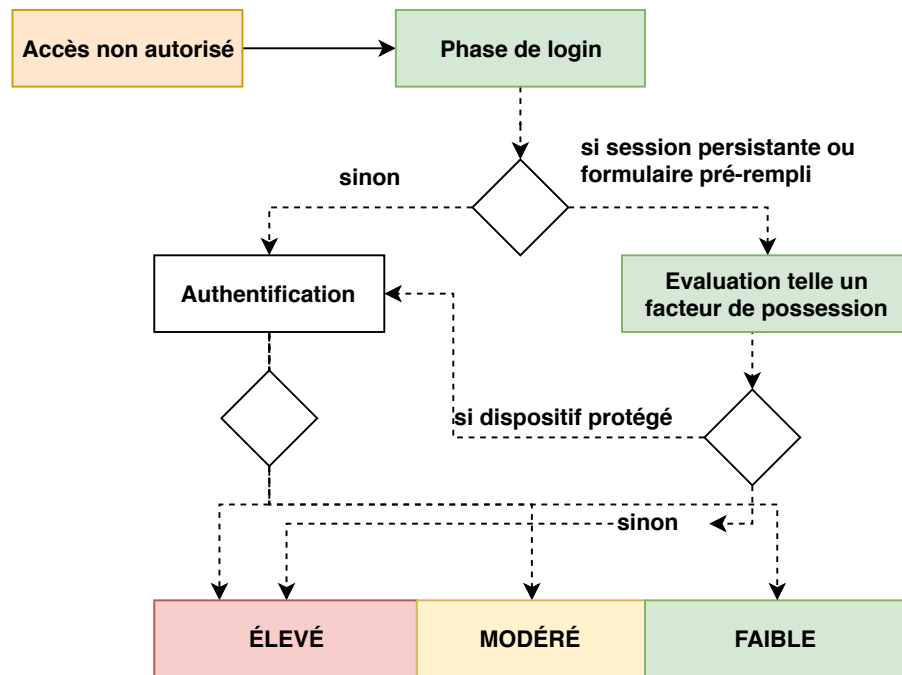 Accès non autorisé
Phase de login
si session persistante ou
formulaire pré-rempli
sinon
Authentification
Evaluation telle un
facteur de possession
si dispositif protégé
sinon
ÉLEVÉ
MODÉRÉ
FAIBLE